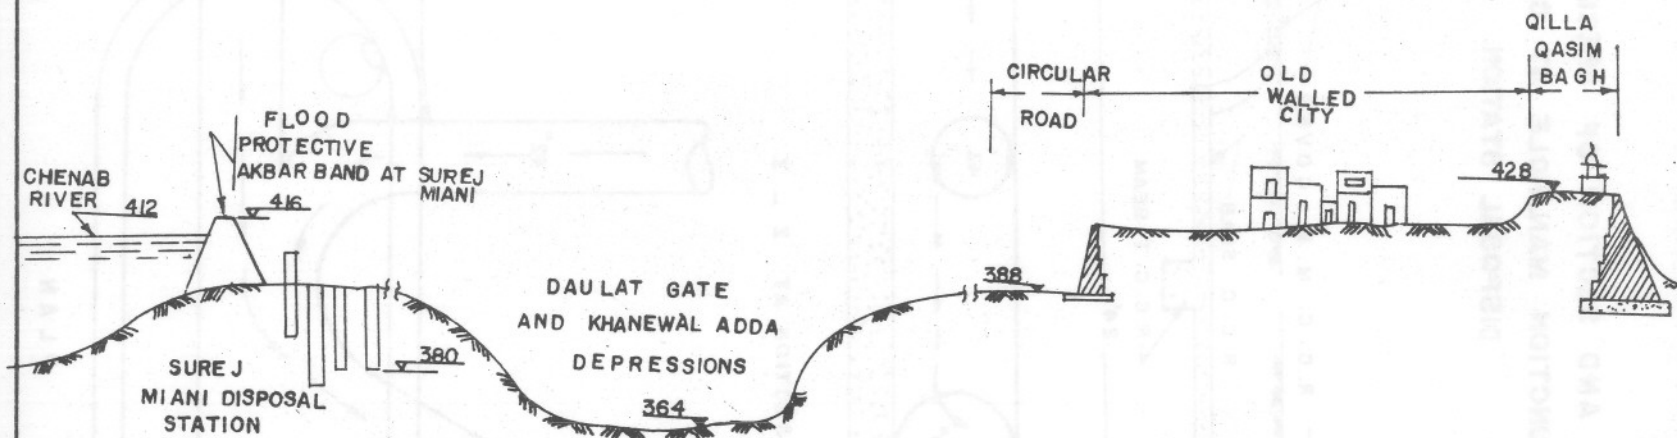 CHENAB
RIVER
412
FLOOD
PROTECTIVE
AKBAR BAND AT SUREJ
MIANI
416
SUREJ
MIANI DISPOSAL
STATION
380
DAULAT GATE
AND KHANEWAL ADDA
DEPRESSIONS
364
388
CIRCULAR
ROAD
OLD
WALLED
CITY
428
QILLA
QASIM
BAGH